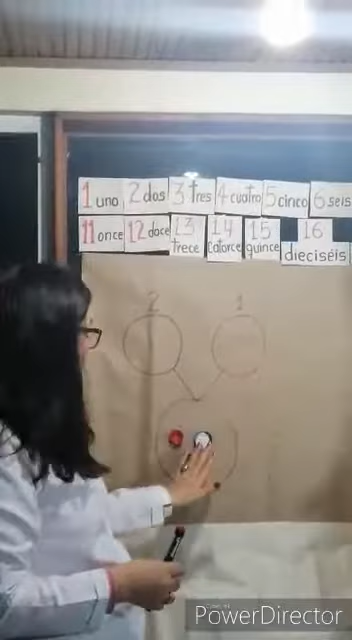 1 uno 2 dos 3 tres 4 cuatro 5 cinco 6 seis
11 once 12 doce 13 trece 14 catorce 15 quince 16 dieciséis
2 1
PowerDirector